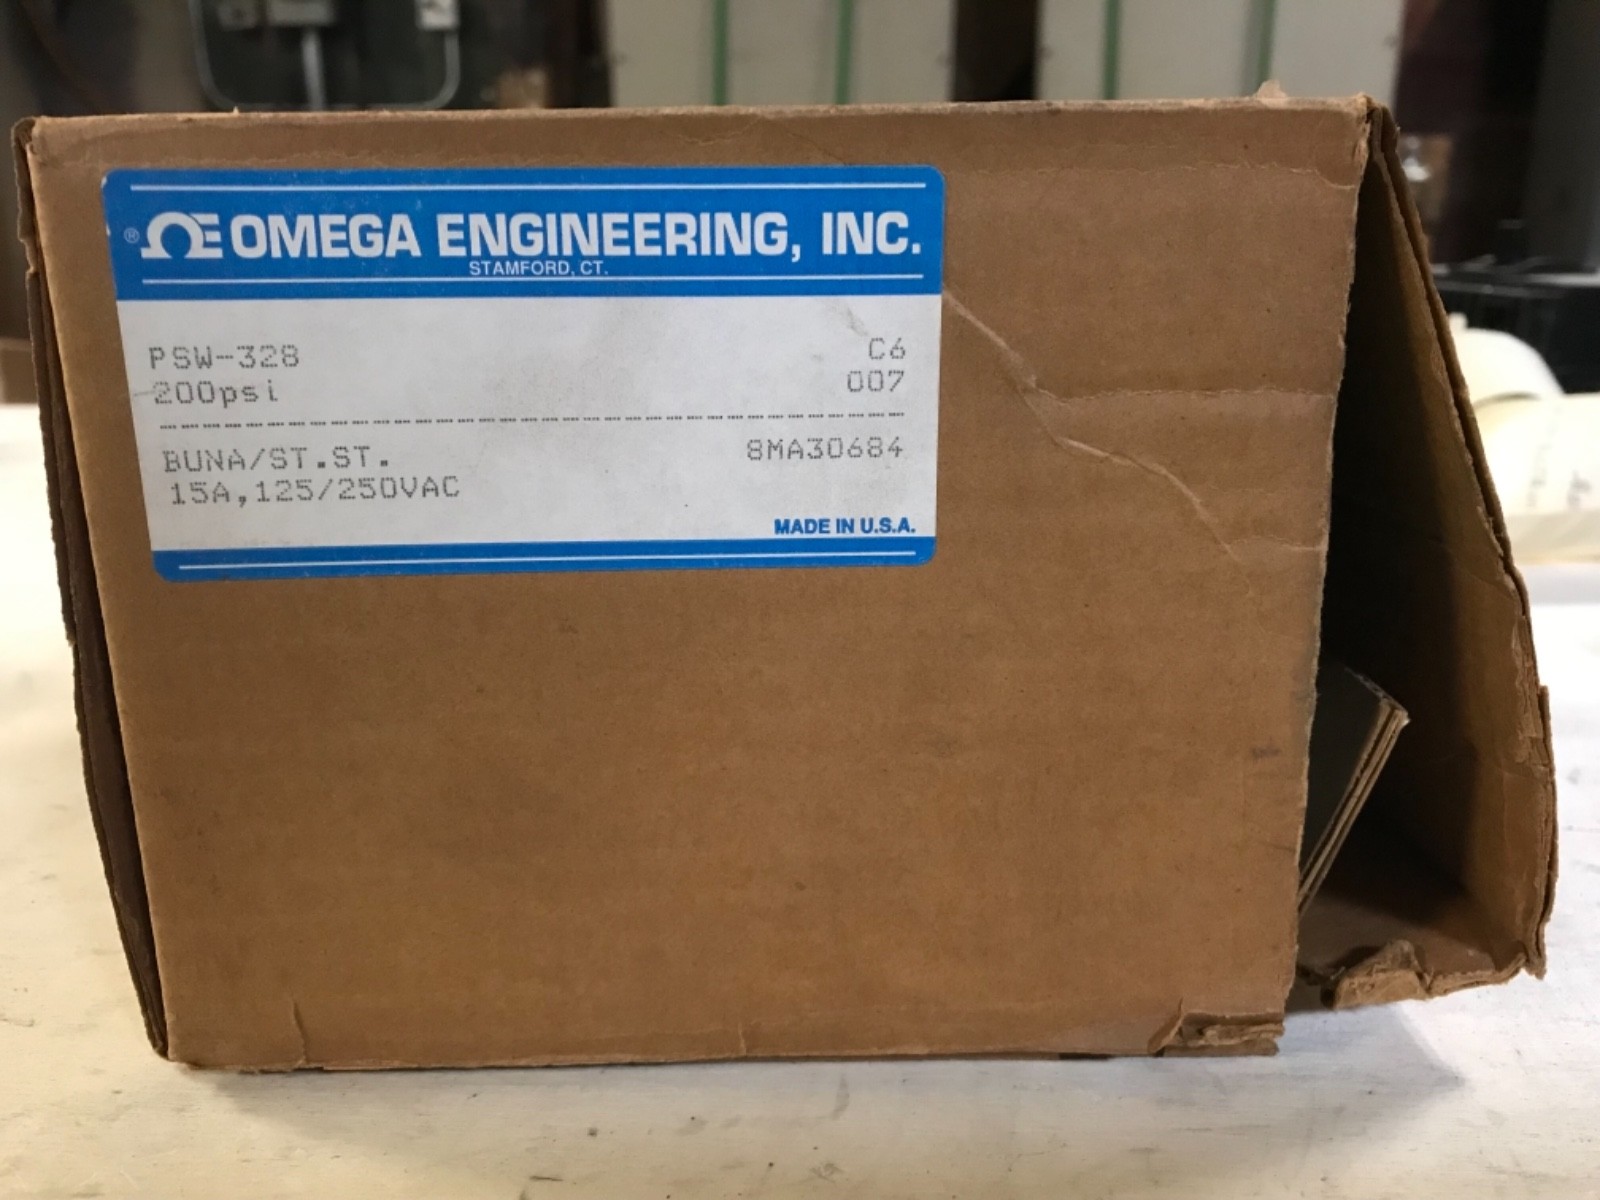 ® ΩE OMEGA ENGINEERING, INC.
STAMFORD, CT.
PSW-328 C6
200psi 007
BUNA/ST.ST. 8MA30684
15A,125/250VAC
MADE IN U.S.A.